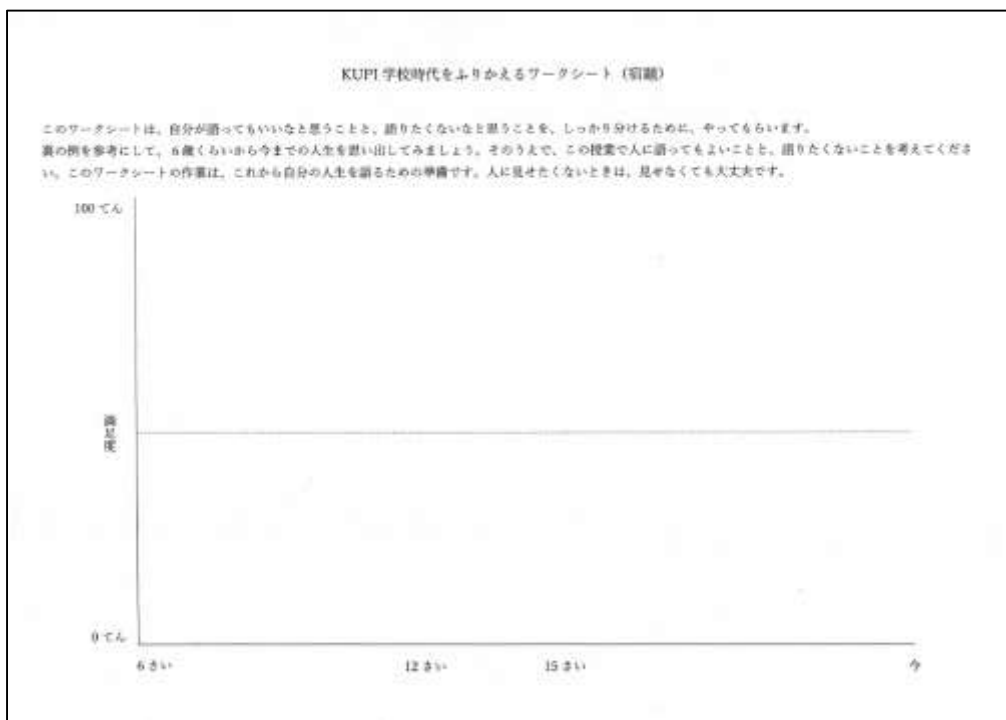 KUPI 学校時代をふりかえるワークシート（宿題）
このワークシートは、自分が語ってもいいなと思うことと、語りたくないなと思うことを、しっかり分けるために、やってもらいます。
裏の例を参考にして、6歳くらいから今までの人生を思い出してみましょう。そのうえで、この授業で人に語ってもよいことと、語りたくないことを考えてくださ
い。このワークシートの作業は、これから自分の人生を語るための準備です。人に見せたくないときは、見せなくても大丈夫です。
100 てん
満足度
0 てん
6 さい 12 さい 15 さい 今